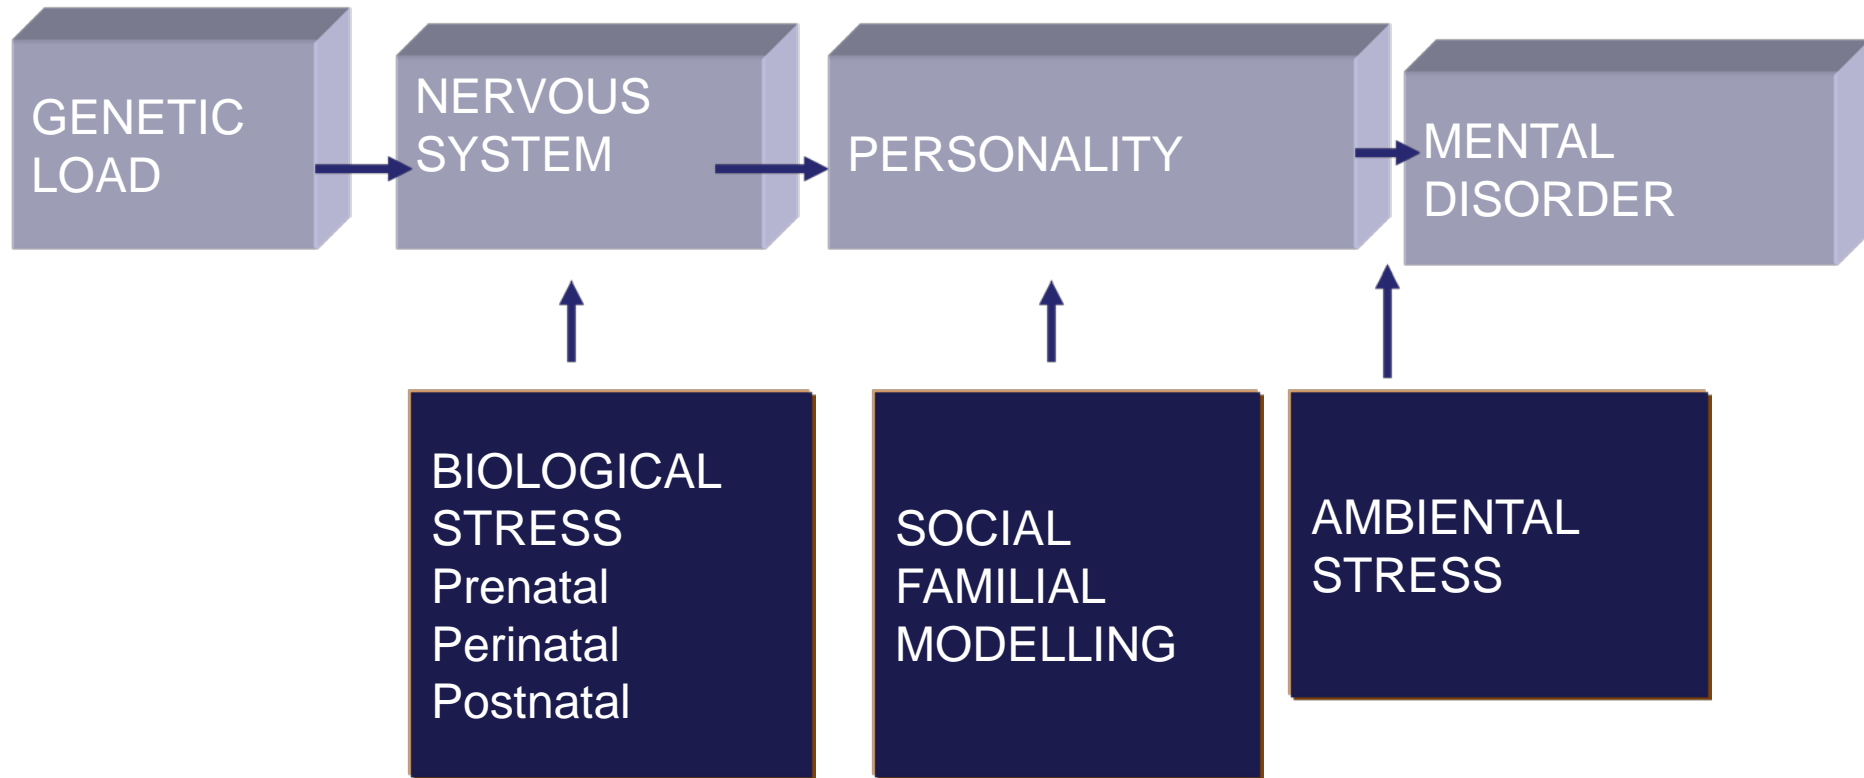 GENETIC
LOAD
NERVOUS
SYSTEM
PERSONALITY
MENTAL
DISORDER
BIOLOGICAL
STRESS
Prenatal
Perinatal
Postnatal
SOCIAL
FAMILIAL
MODELLING
AMBIENTAL
STRESS